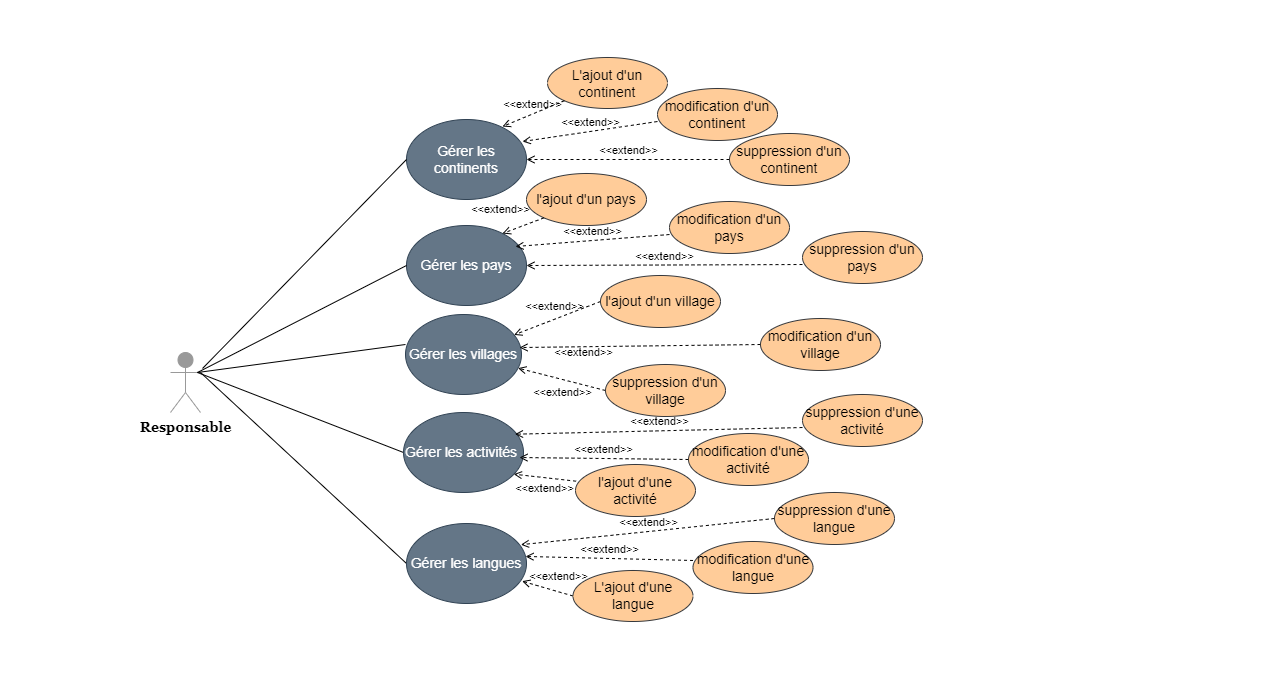 L'ajout d'un
continent
<<extend>>
modification d'un
continent
<<extend>>
suppression d'un
continent
<<extend>>
Gérer les
continents
l'ajout d'un pays
<<extend>>
modification d'un
pays
<<extend>>
suppression d'un
pays
<<extend>>
Gérer les pays
l'ajout d'un village
<<extend>>
modification d'un
village
<<extend>>
Gérer les villages
suppression d'un
village
<<extend>>
Responsable
suppression d'une
activité
<<extend>>
modification d'une
activité
<<extend>>
Gérer les activités
l'ajout d'une
activité
<<extend>>
suppression d'une
langue
<<extend>>
modification d'une
langue
<<extend>>
Gérer les langues
<<extend>>
L'ajout d'une
langue